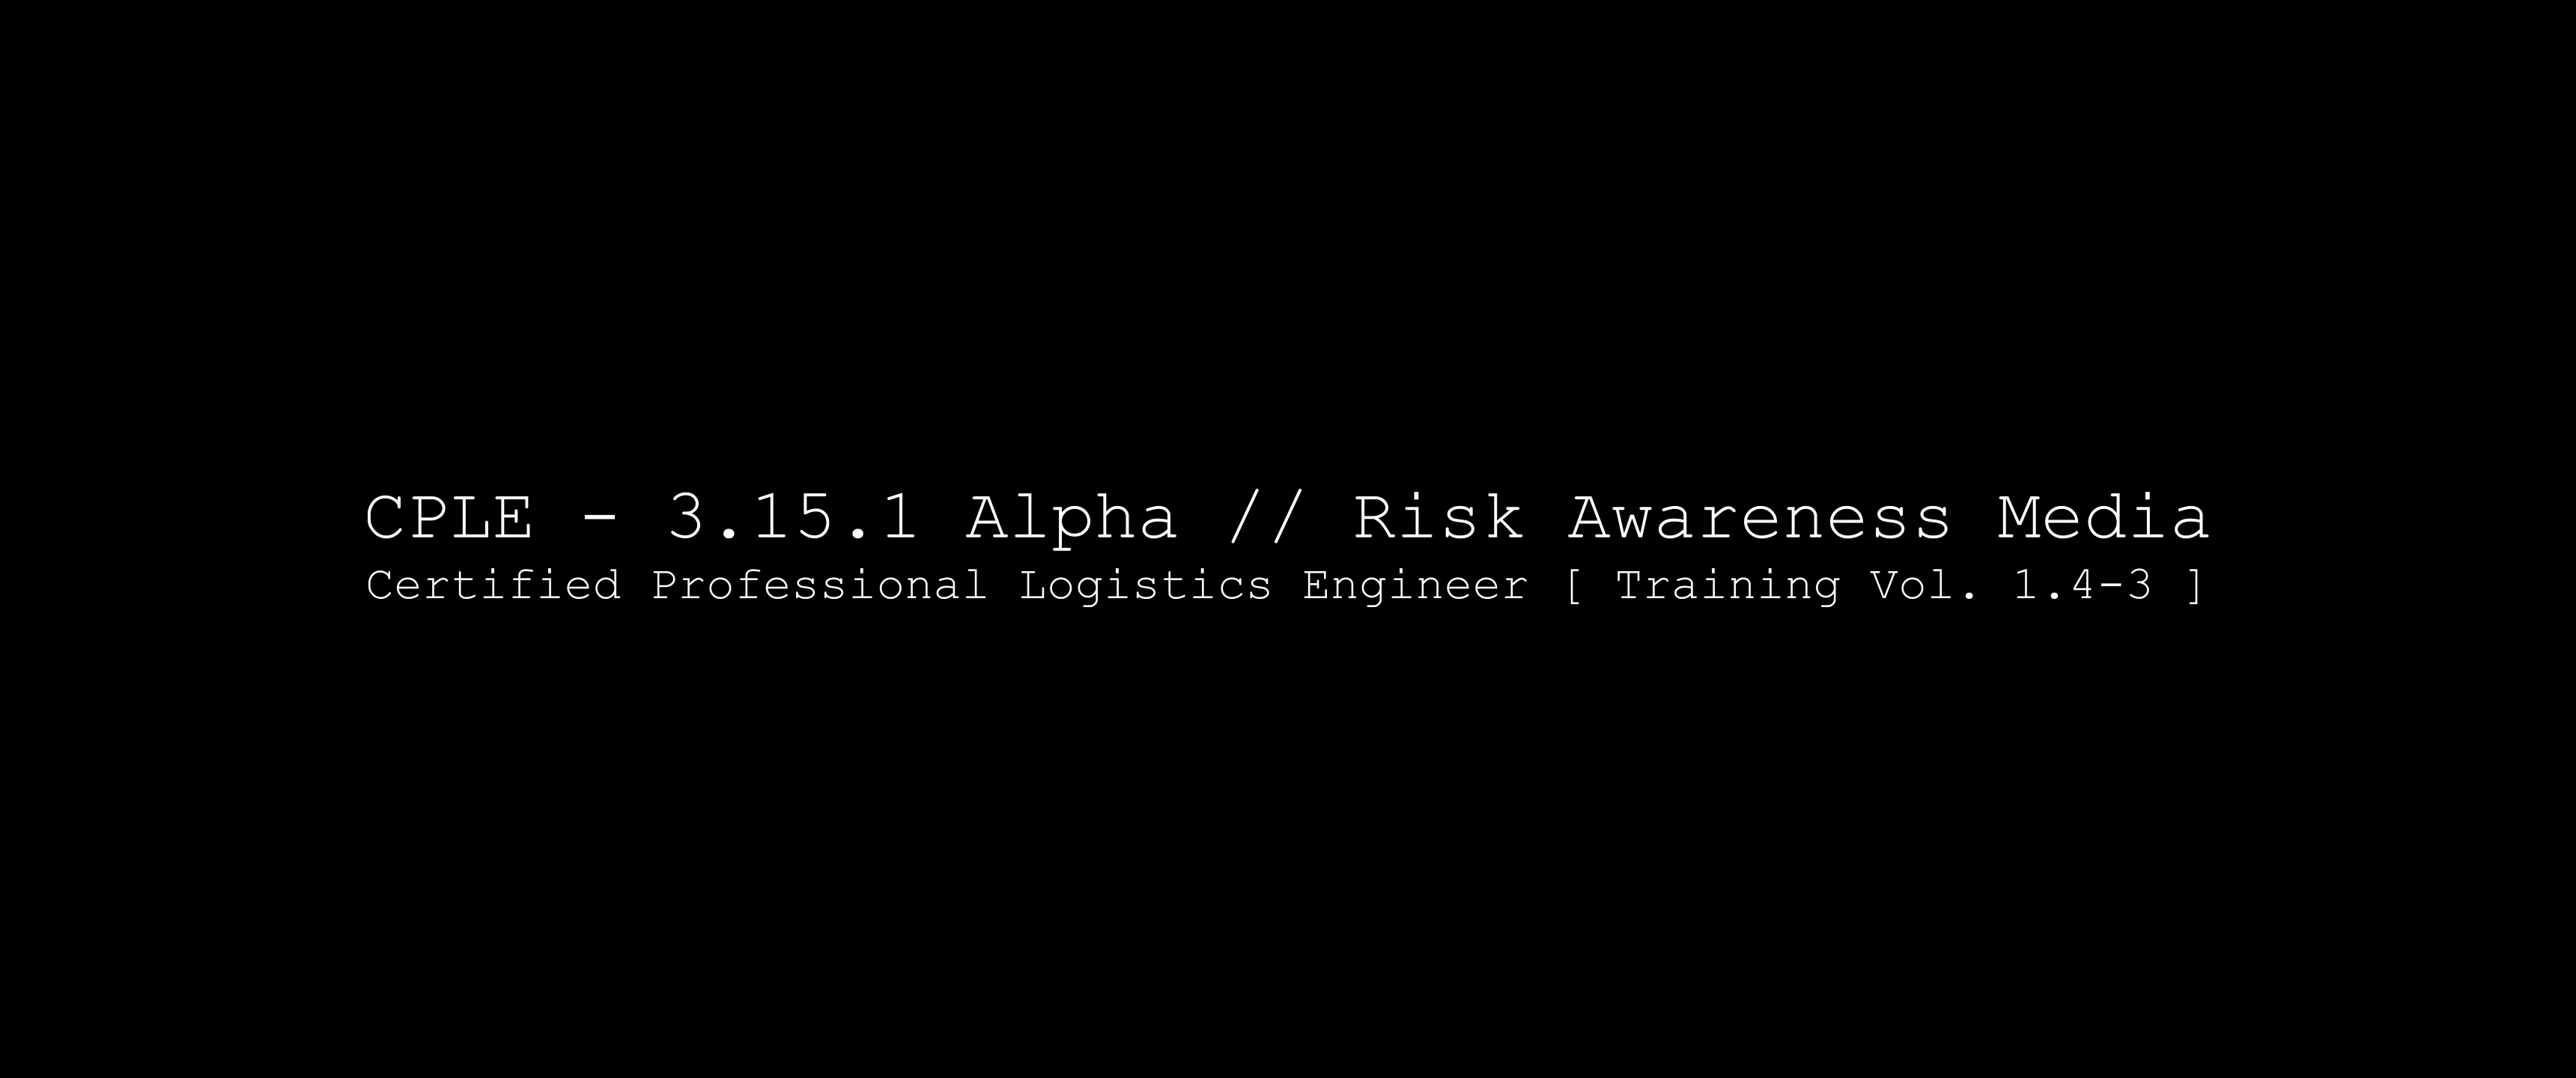 CPLE - 3.15.1 Alpha // Risk Awareness Media
Certified Professional Logistics Engineer [ Training Vol. 1.4-3 ]